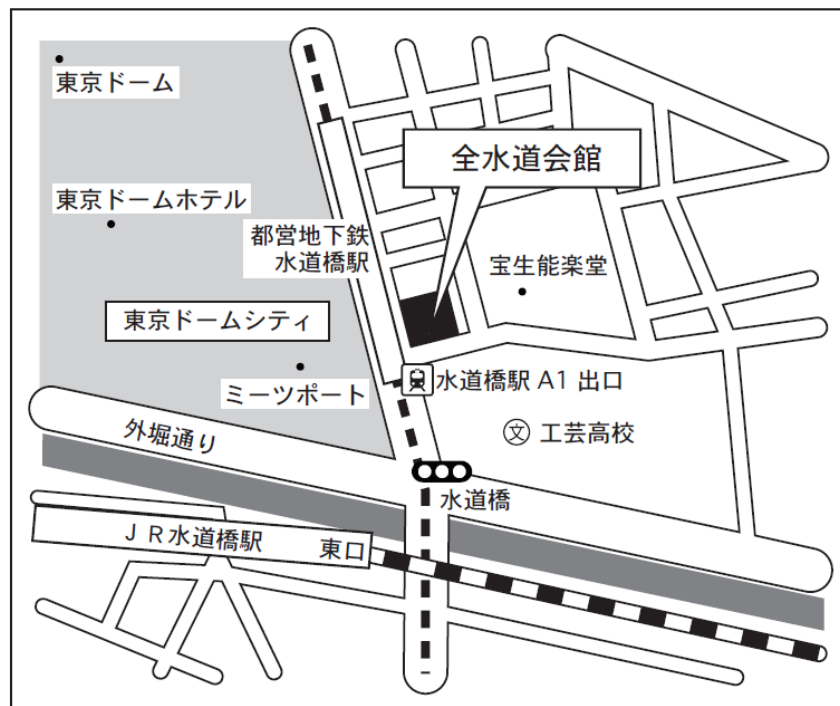 東京ドーム
全水道会館
東京ドームホテル
都営地下鉄
水道橋駅
宝生能楽堂
東京ドームシティ
ミーツポート
水道橋駅 A1 出口
外堀通り
文 工芸高校
水道橋
ＪＲ水道橋駅 東口